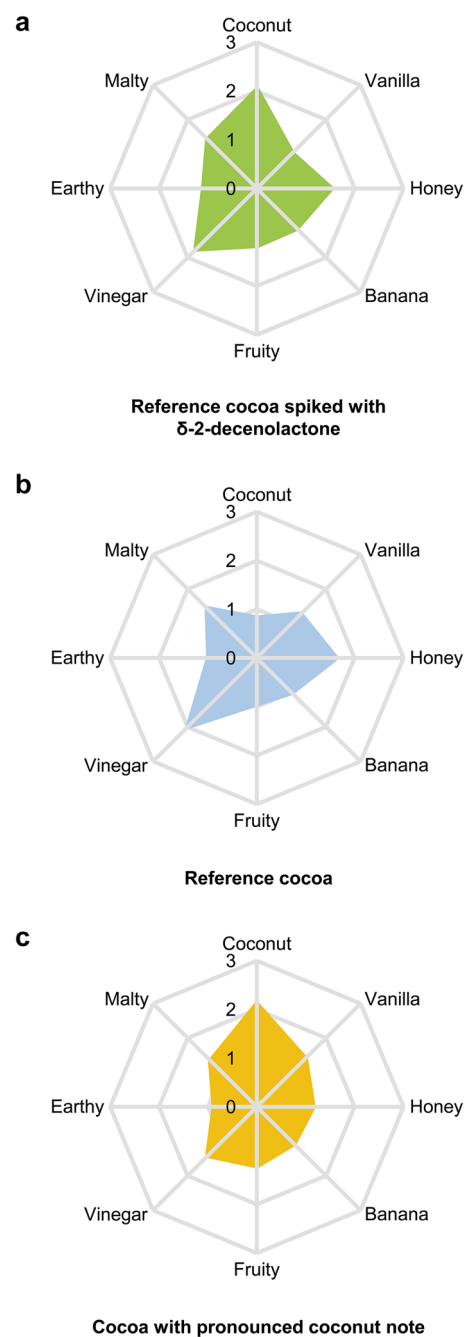 a
Coconut
3
Malty
Vanilla
2
1
Earthy
0
Honey
Vinegar
Banana
Fruity
Reference cocoa spiked with
δ-2-decenolactone
b
Coconut
3
Malty
Vanilla
2
1
Earthy
0
Honey
Vinegar
Banana
Fruity
Reference cocoa
c
Coconut
3
Malty
Vanilla
2
1
Earthy
0
Honey
Vinegar
Banana
Fruity
Cocoa with pronounced coconut note